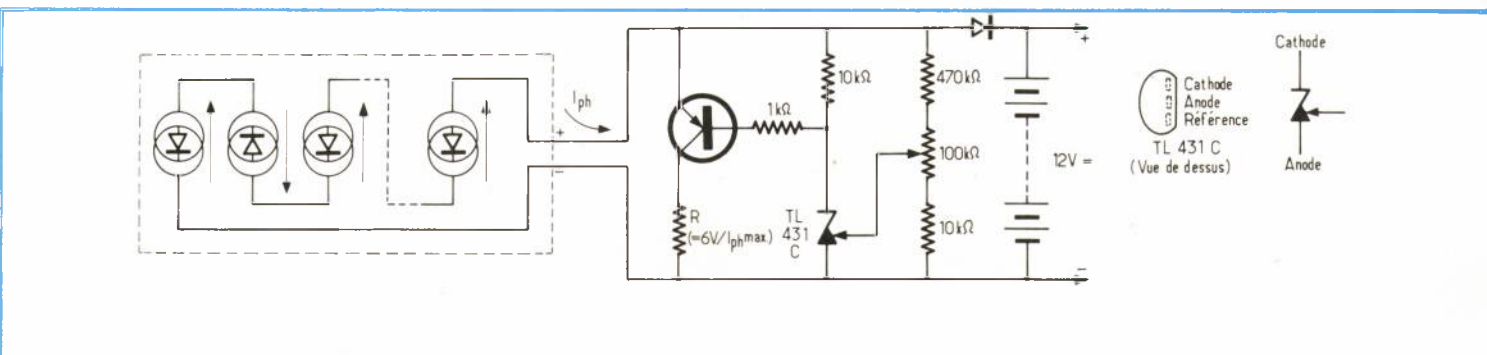 Iph
+
−
1kΩ
R
(=6V/Iphmax.)
10kΩ
TL
431
C
470kΩ
100kΩ
10kΩ
+
12V =
−
Cathode
Anode
Référence
TL 431 C
(Vue de dessus)
Cathode
Anode